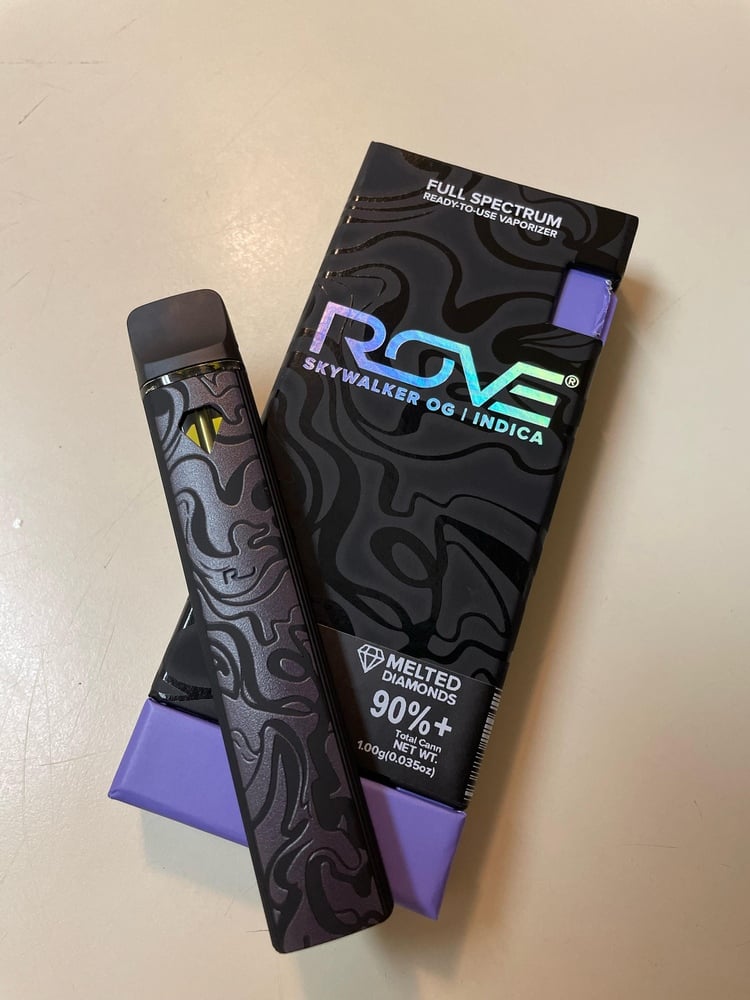 FULL SPECTRUM
READY-TO-USE VAPORIZER
ROVE®
SKYWALKER OG | INDICA
R
MELTED
DIAMONDS
90%+
Total Cann
NET WT.
1.00g(0.035oz)